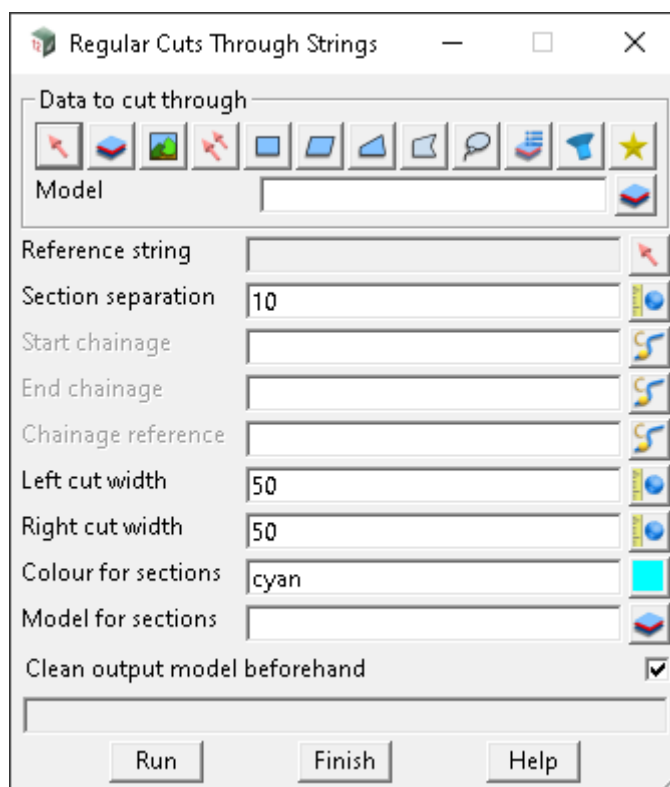 Regular Cuts Through Strings
Data to cut through
Model
Reference string
Section separation 10
Start chainage
End chainage
Chainage reference
Left cut width 50
Right cut width 50
Colour for sections cyan
Model for sections
Clean output model beforehand
Run Finish Help